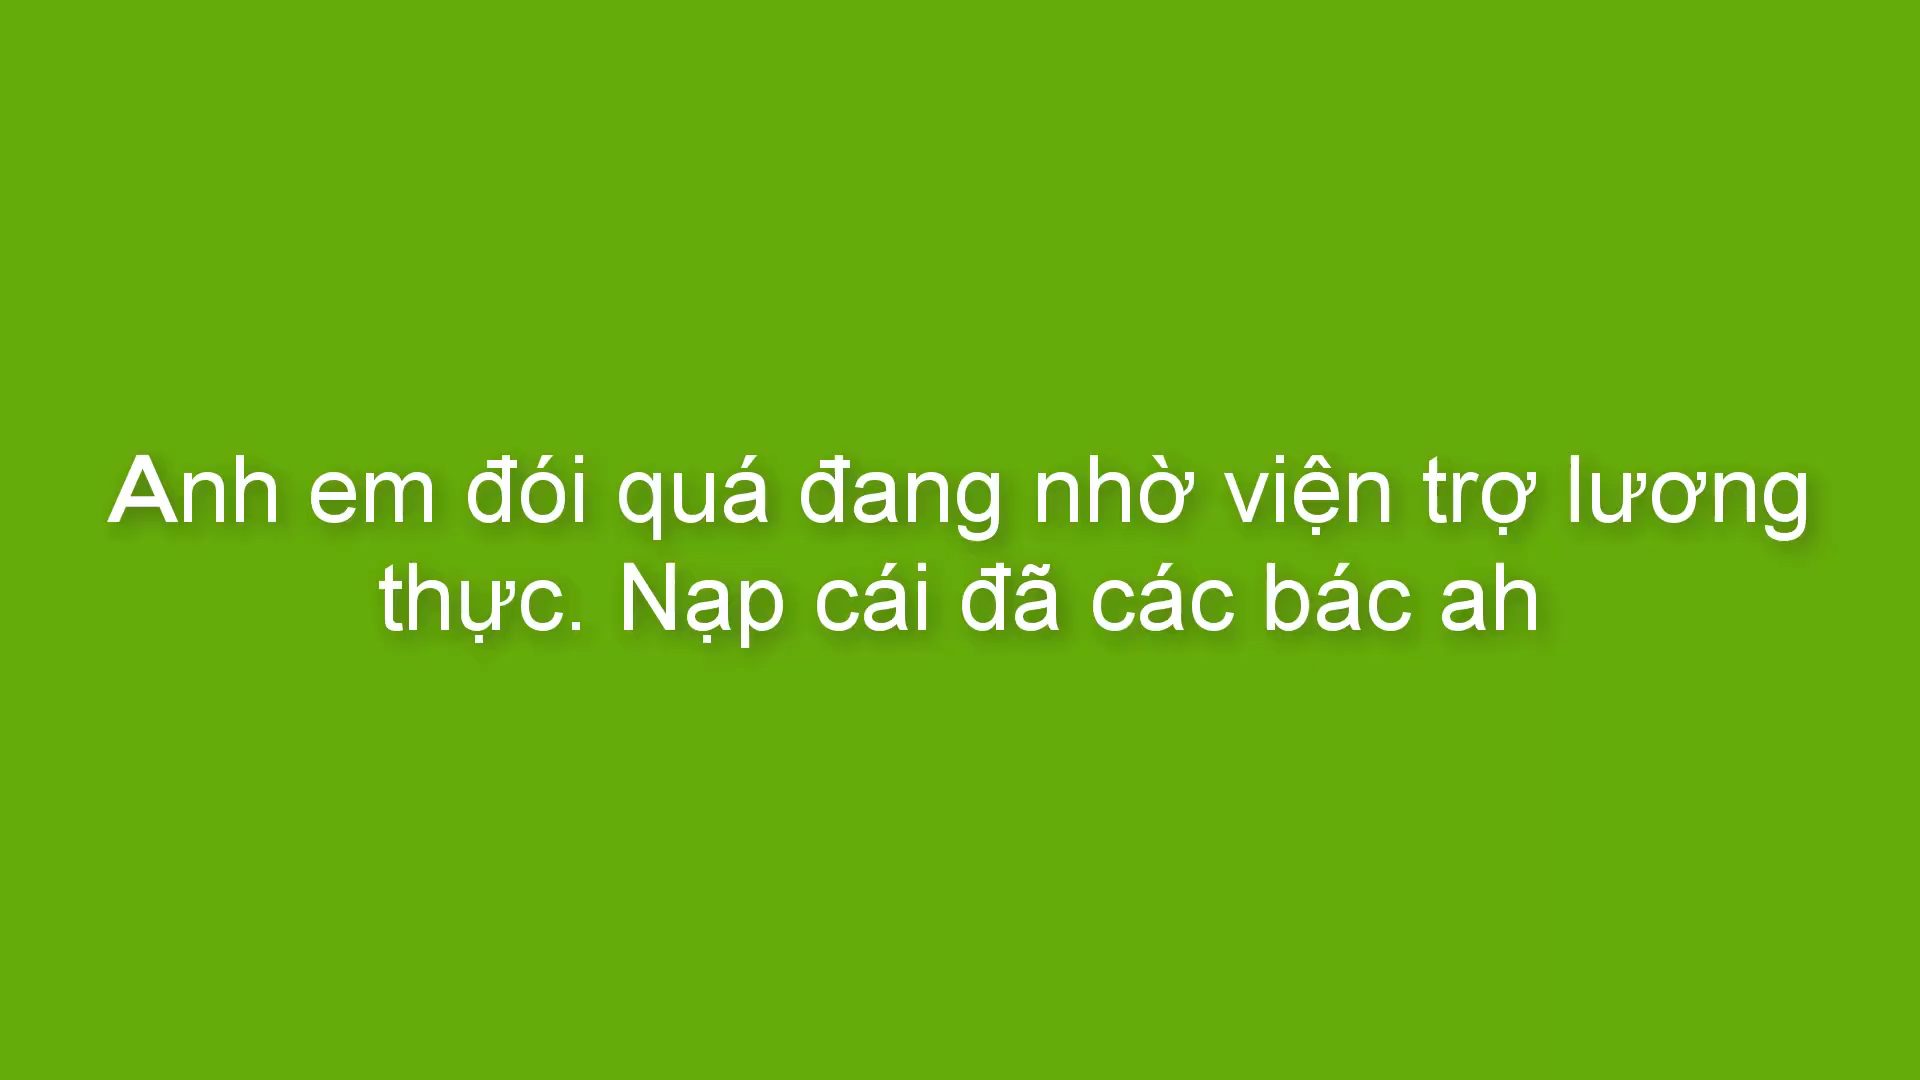 Anh em đói quá đang nhờ viện trợ lương
thực. Nạp cái đã các bác ah